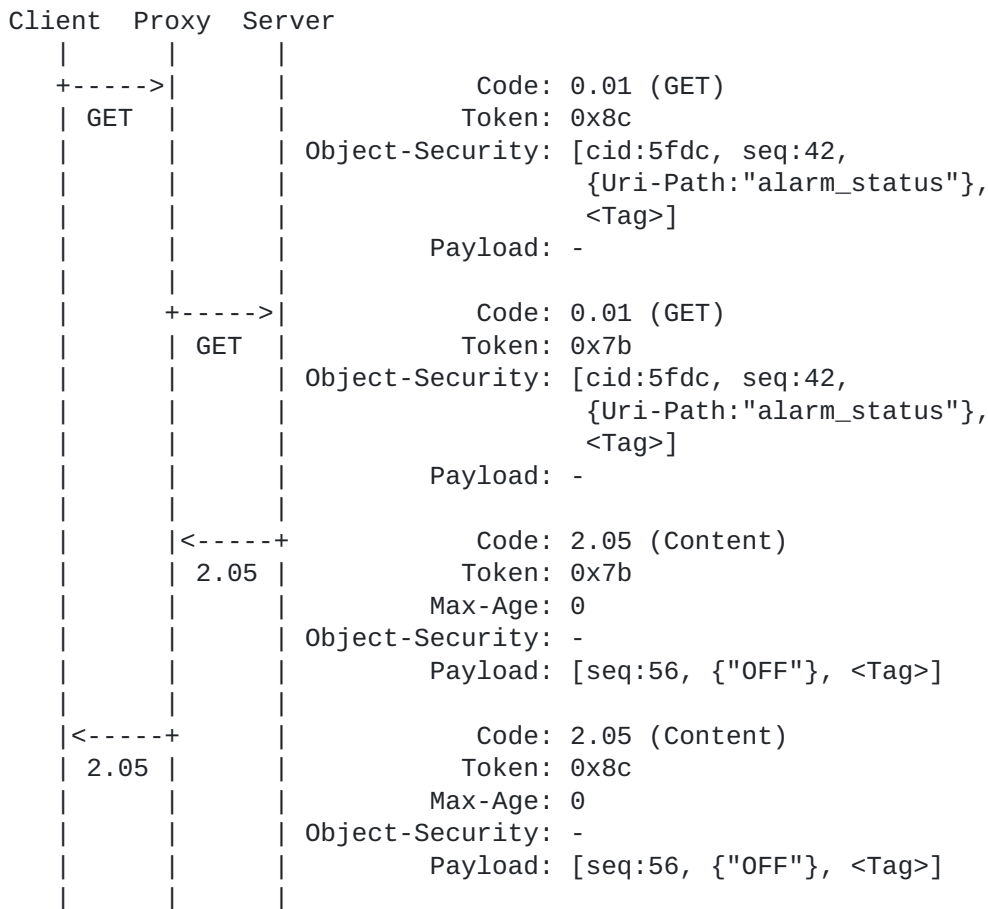 Client  Proxy  Server
   |      |      |
   +----->|      |            Code: 0.01 (GET)
   | GET  |      |           Token: 0x8c
   |      |      | Object-Security: [cid:5fdc, seq:42,
   |      |      |                   {Uri-Path:"alarm_status"},
   |      |      |                   <Tag>]
   |      |      |         Payload: -
   |      |      |
   |      +----->|            Code: 0.01 (GET)
   |      | GET  |           Token: 0x7b
   |      |      | Object-Security: [cid:5fdc, seq:42,
   |      |      |                   {Uri-Path:"alarm_status"},
   |      |      |                   <Tag>]
   |      |      |         Payload: -
   |      |      |
   |      |<-----+            Code: 2.05 (Content)
   |      | 2.05 |           Token: 0x7b
   |      |      |         Max-Age: 0
   |      |      | Object-Security: -
   |      |      |         Payload: [seq:56, {"OFF"}, <Tag>]
   |      |      |
   |<-----+      |            Code: 2.05 (Content)
   | 2.05 |      |           Token: 0x8c
   |      |      |         Max-Age: 0
   |      |      | Object-Security: -
   |      |      |         Payload: [seq:56, {"OFF"}, <Tag>]
   |      |      |